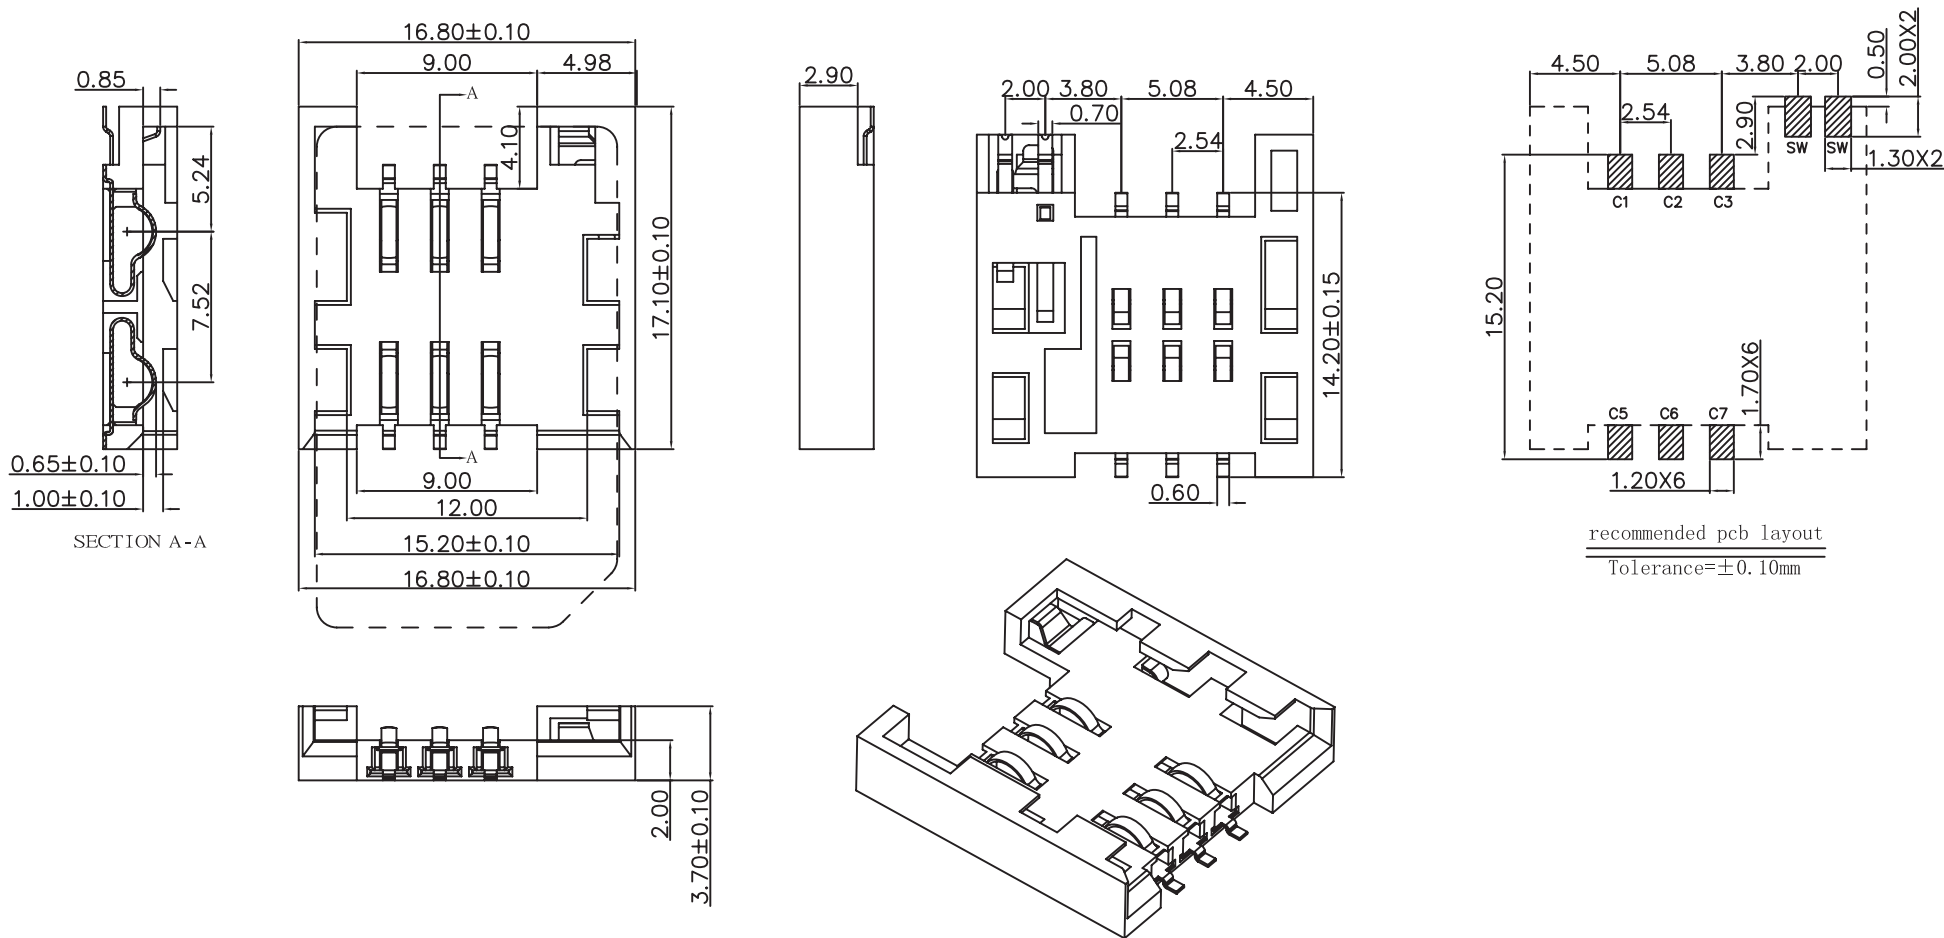 0.85
5.24
7.52
0.65±0.10
1.00±0.10
SECTION A-A
16.80±0.10
9.00
4.98
A
4.10
17.10±0.10
A
9.00
12.00
15.20±0.10
16.80±0.10
2.90
2.00
3.80
5.08
4.50
0.70
2.54
14.20±0.15
0.60
4.50
5.08
3.80
2.00
0.50
2.00X2
2.54
2.90
SW
SW
1.30X2
C1
C2
C3
15.20
1.70X6
C5
C6
C7
1.20X6
recommended pcb layout
Tolerance=±0.10mm
2.00
3.70±0.10